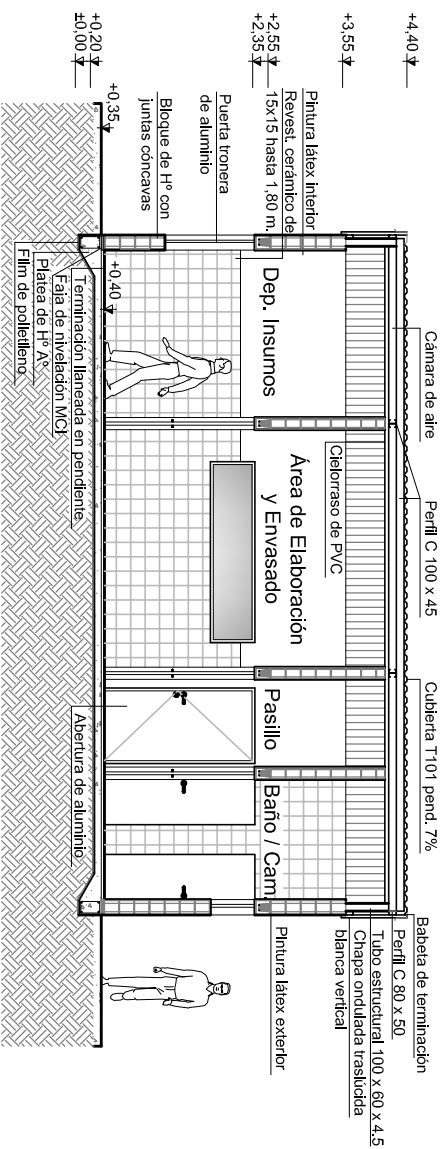 +4,40
+3,55
+2,55
+2,35
+0,20
±0,00
+0,35
+0,40
Cámara de aire
Perfil C 100 x 45
Cubierta T101 pend. 7%
Babeta de terminación
Perfil C 80 x 50
Tubo estructural 100 x 60 x 4.5
Chapa ondulada traslúcida
blanca vertical
Pintura látex exterior
Pintura látex interior
Revest. cerámico de
15x15 hasta 1,80 m.
Puerta tronera
de aluminio
Bloque de Hº con
juntas cóncavas
Dep. Insumos
Cielorraso de PVC
Área de Elaboración
y Envasado
Pasillo
Baño / Cam.
Terminación llaneada en pendiente
Faja de nivelación MCI
Platea de Hº Aº
Film de polietileno
Abertura de aluminio